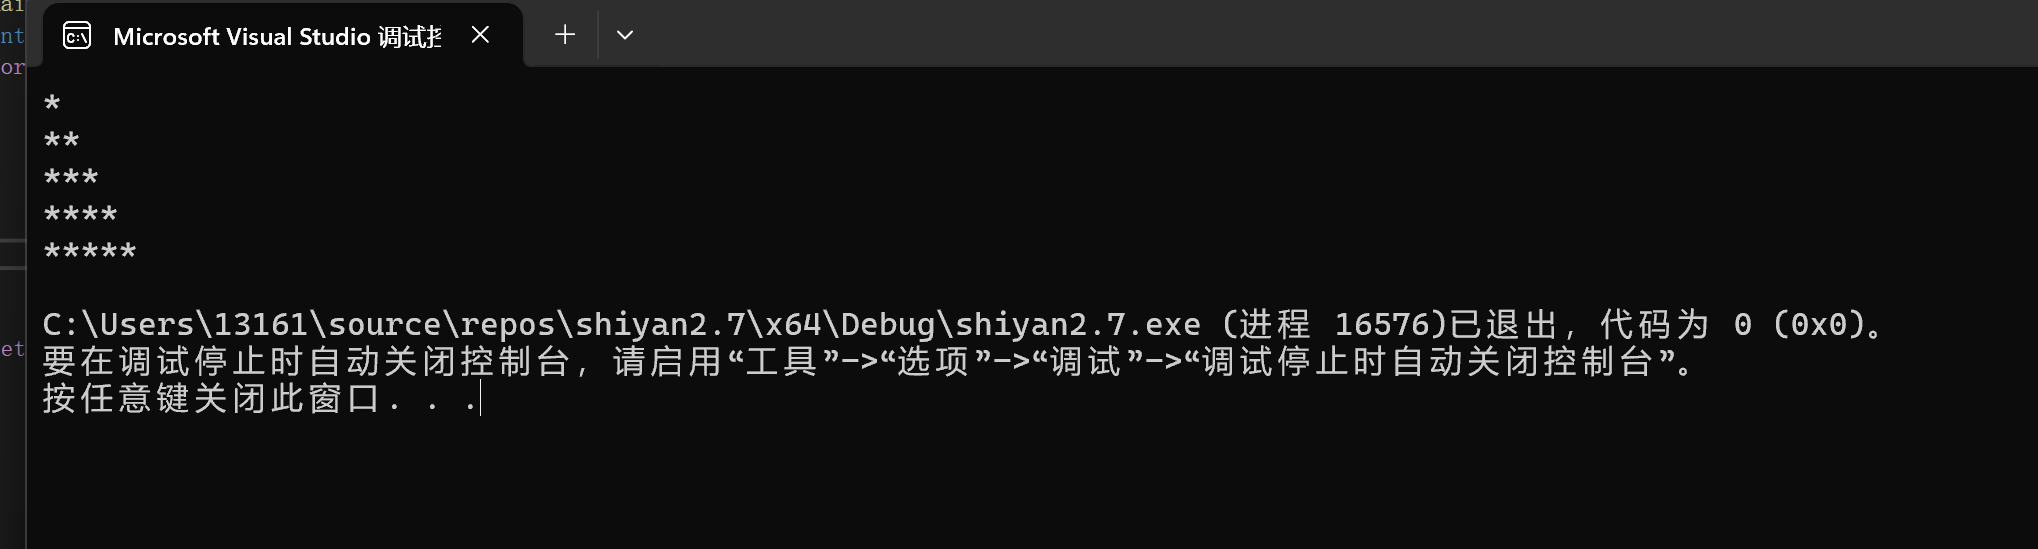 Microsoft Visual Studio 调试
*
**
***
****
*****
C:\Users\13161\source\repos\shiyan2.7\x64\Debug\shiyan2.7.exe (进程 16576)已退出，代码为 0 (0x0)。
要在调试停止时自动关闭控制台，请启用“工具”->“选项”->“调试”->“调试停止时自动关闭控制台”。
按任意键关闭此窗口. . .